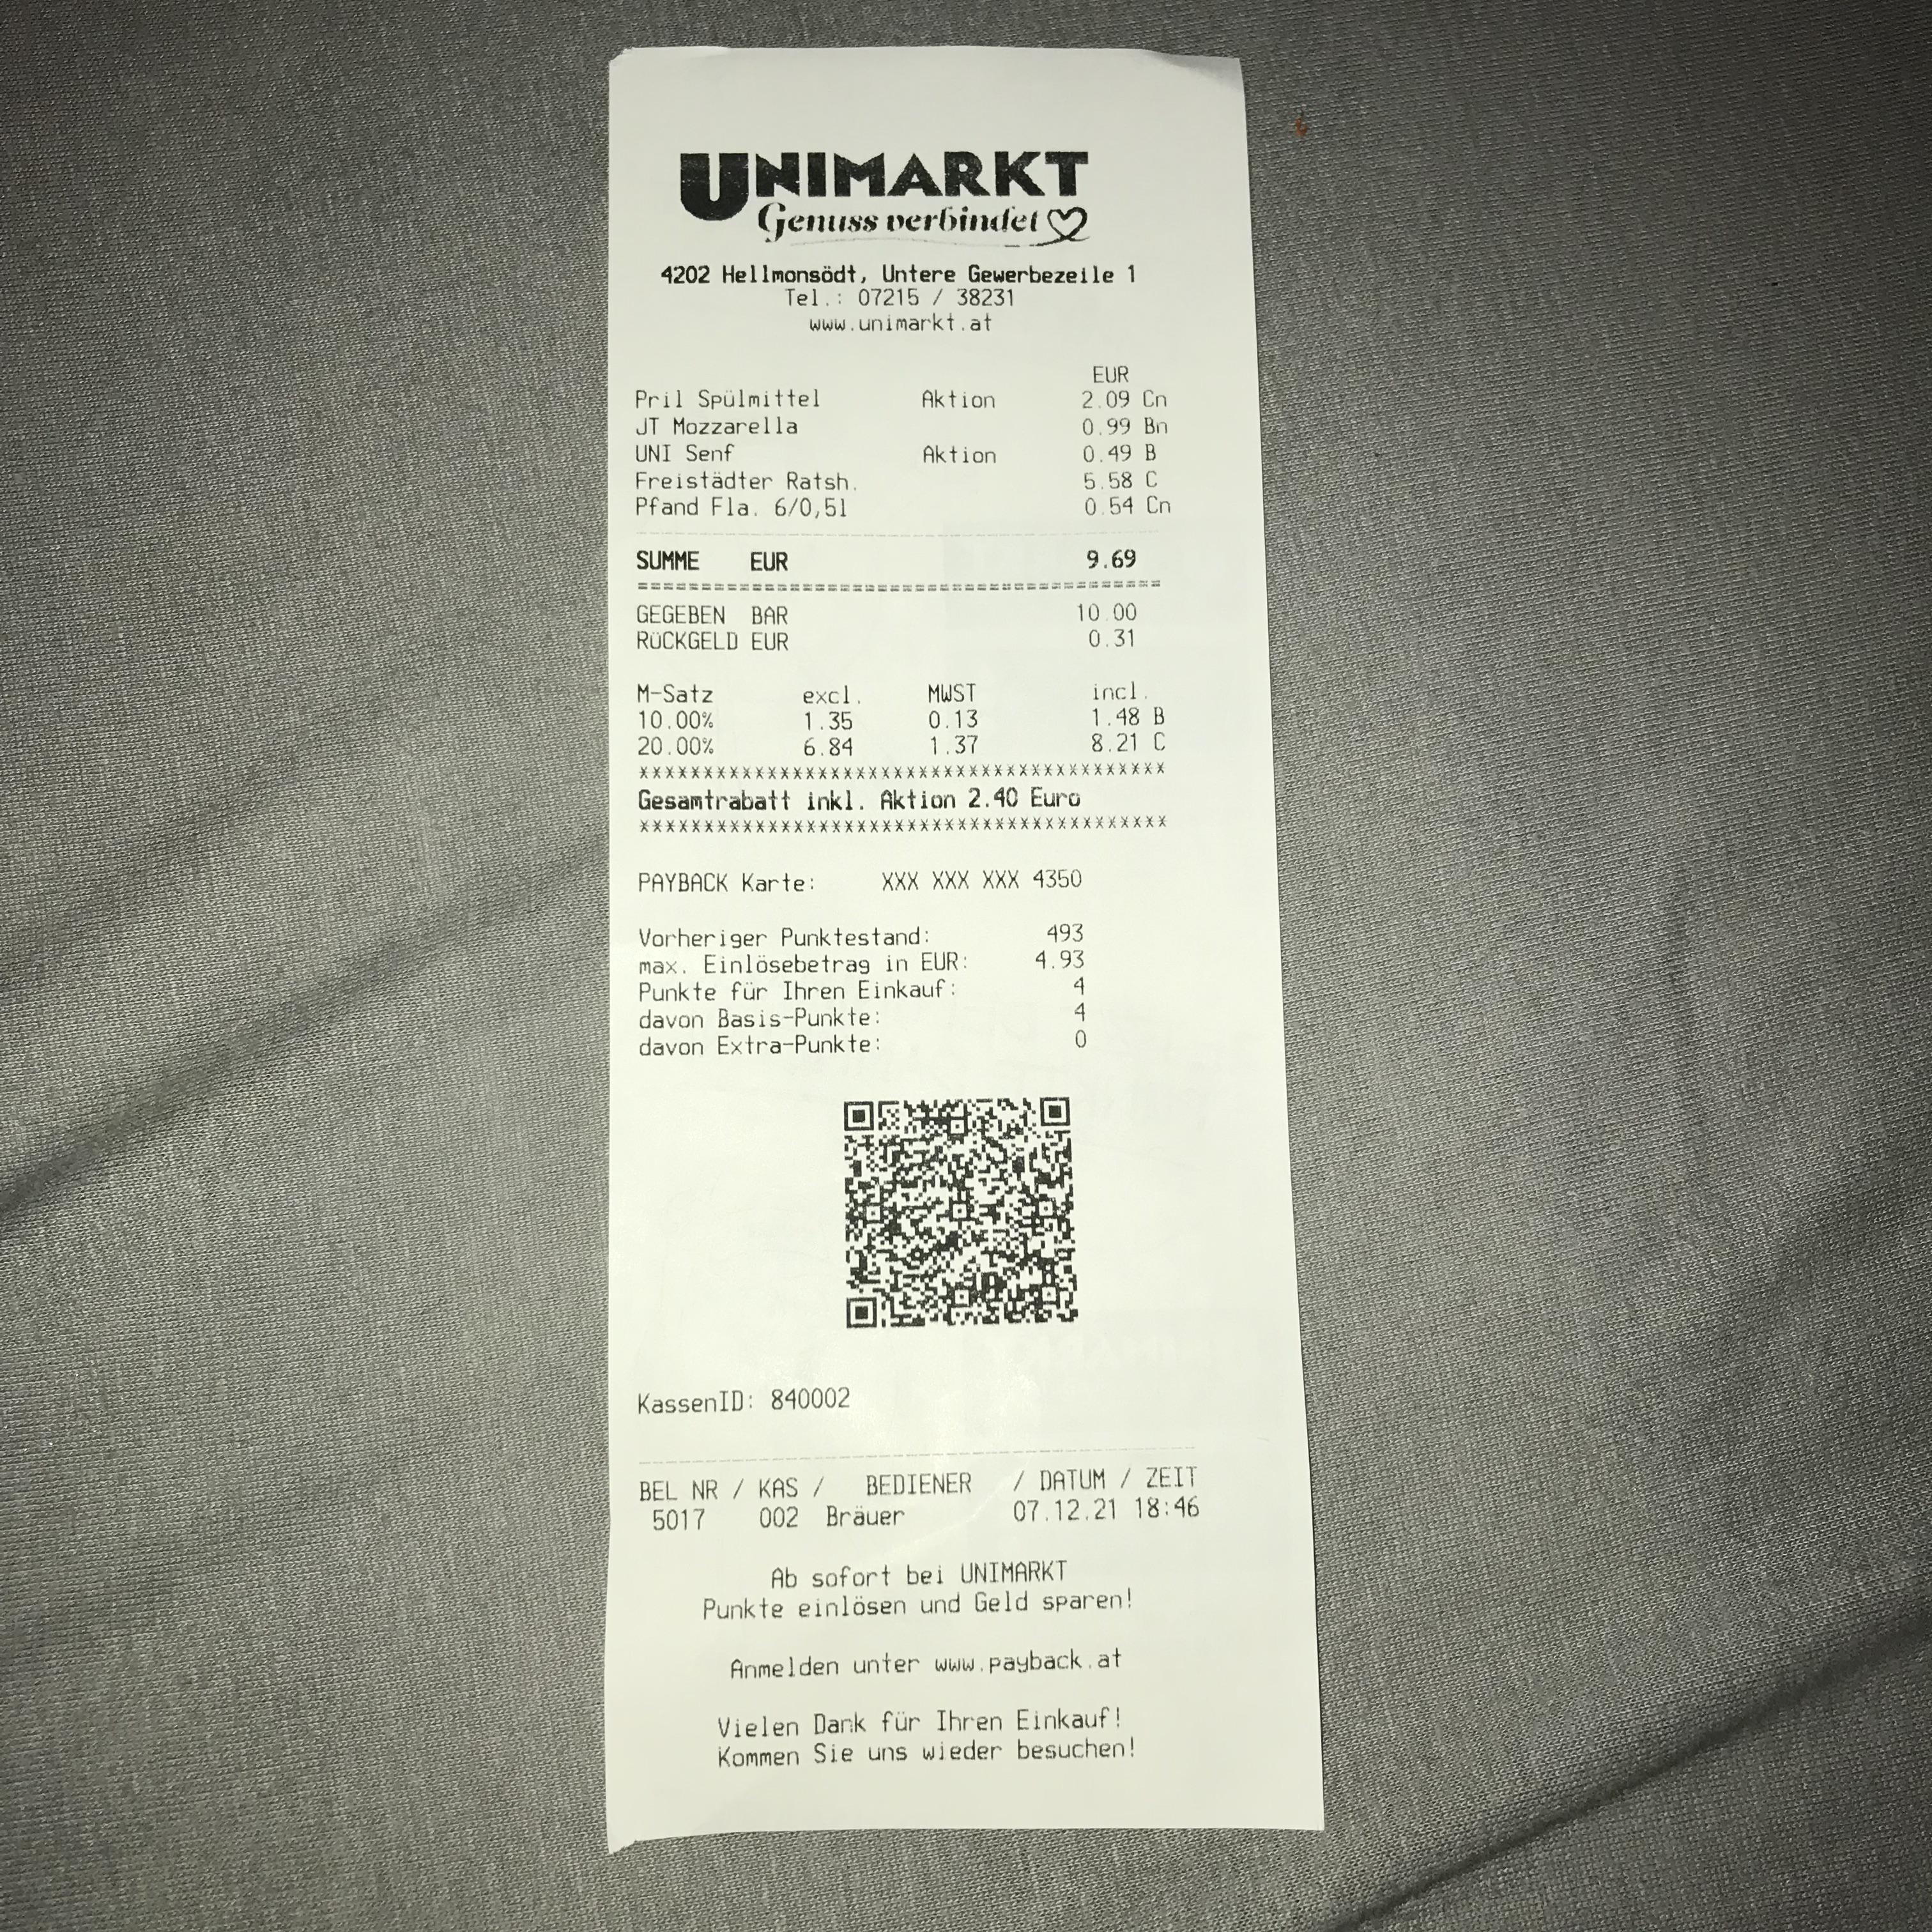 UNIMARKT
Genuss verbindet
4202 Hellmonsödt, Untere Gewerbezeile 1
Tel.: 07215 / 38231
www.unimarkt.at
EUR
Pril Spülmittel Aktion 2.09 Cn
JT Mozzarella 0.99 Bn
UNI Senf Aktion 0.49 B
Freistädter Ratsh. 5.58 C
Pfand Fla. 6/0,5l 0.54 Cn
SUMME EUR 9.69
=========================================
GEGEBEN BAR 10.00
RüCKGELD EUR 0.31
M-Satz excl. MWST incl.
10.00% 1.35 0.13 1.48 B
20.00% 6.84 1.37 8.21 C
******************************************
Gesamtrabatt inkl. Aktion 2.40 Euro
******************************************
PAYBACK Karte: XXX XXX XXX 4350
Vorheriger Punktestand: 493
max. Einlösebetrag in EUR: 4.93
Punkte für Ihren Einkauf: 4
davon Basis-Punkte: 4
davon Extra-Punkte: 0
KassenID: 840002
BEL NR / KAS / BEDIENER / DATUM / ZEIT
5017 002 Bräuer 07.12.21 18:46
Ab sofort bei UNIMARKT
Punkte einlösen und Geld sparen!
Anmelden unter www.payback.at
Vielen Dank für Ihren Einkauf!
Kommen Sie uns wieder besuchen!